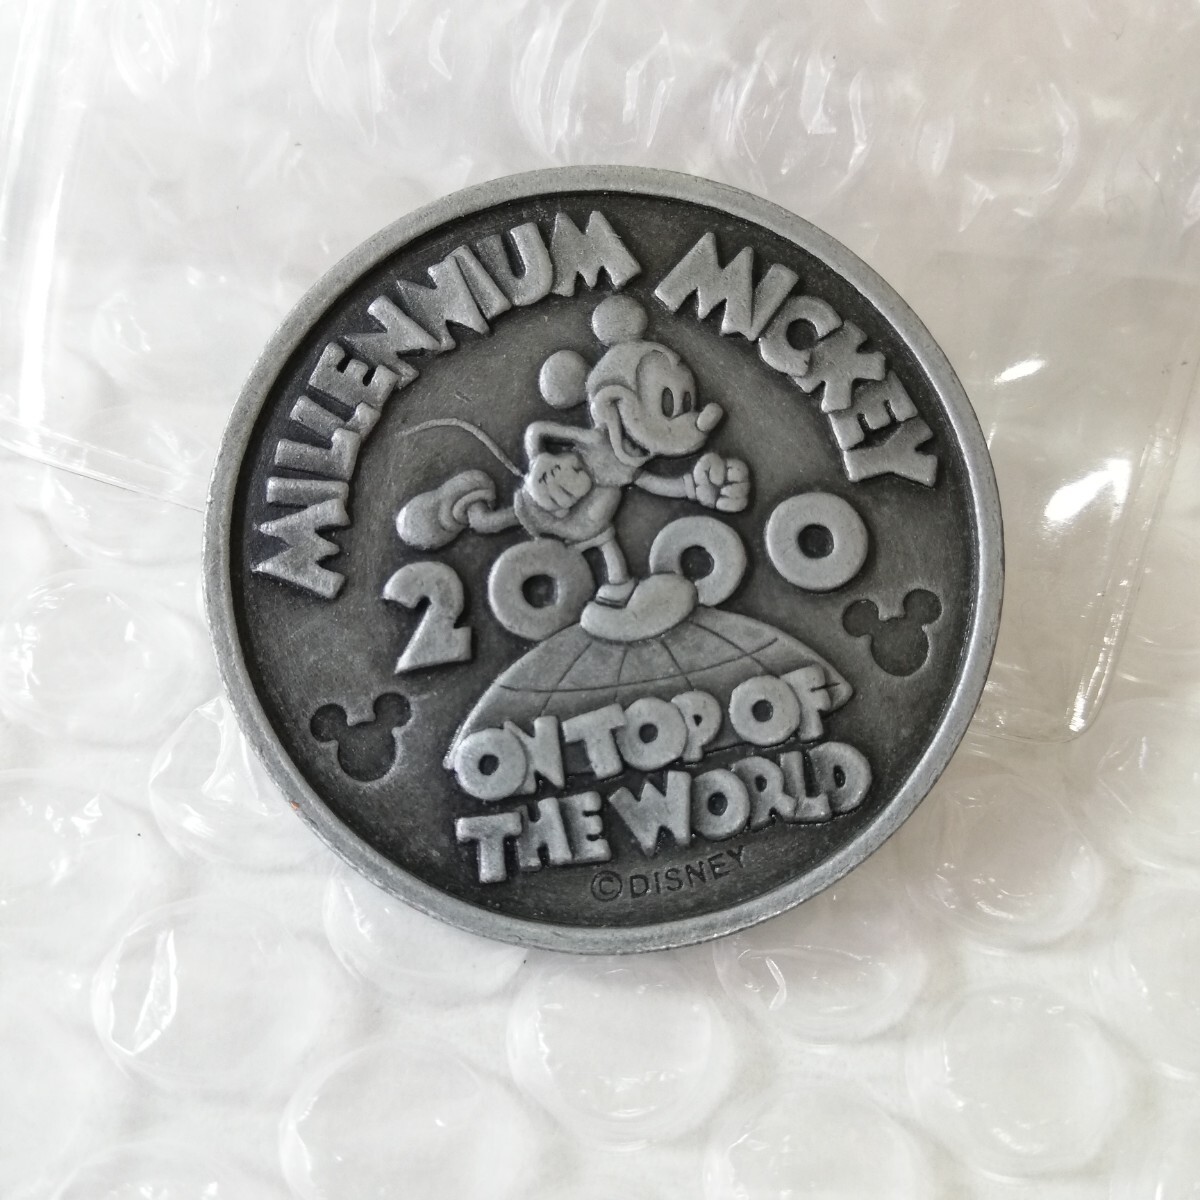 MILLENNIUM MICKEY
2000
ON TOP OF
THE WORLD
©DISNEY